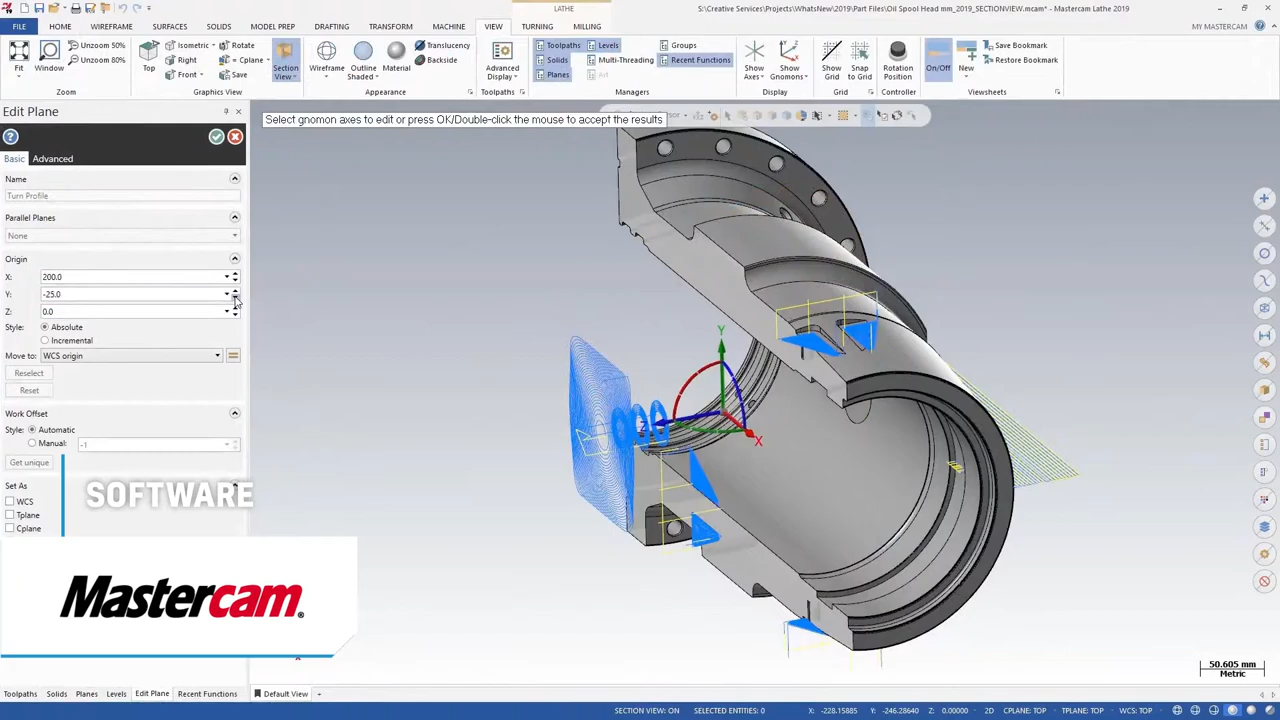 LATHE
S:\Creative Services\Projects\WhatsNew\2019\Part Files\Oil Spool Head mm_2019_SECTIONVIEW.mcam* - Mastercam Lathe 2019
FILE HOME WIREFRAME SURFACES SOLIDS MODEL PREP DRAFTING TRANSFORM MACHINE VIEW TURNING MILLING MY MASTERCAM
Unzoom 50% Isometric Rotate Translucency Toolpaths Levels Groups Save Bookmark
Unzoom 80% Right = Cplane Backside Solids Multi-Threading Recent Functions Restore Bookmark
Front Save Planes Art
Fit Window Top Section View Wireframe Outline Shaded Material Advanced Display Show Axes Show Gnomons Show Grid Snap to Grid Rotation Position On/Off New
Zoom Graphics View Appearance Toolpaths Managers Display Grid Controller Viewsheets
Edit Plane
Select gnomon axes to edit or press OK/Double-click the mouse to accept the results
Basic Advanced
Name
Turn Profile
Parallel Planes
None
Origin
X: 200.0
Y: -25.0
Z: 0.0
Style: Absolute
Incremental
Move to: WCS origin
Reselect
Reset
Work Offset
Style: Automatic
Manual: -1
Get unique
Set As
WCS
Tplane
Cplane
SOFTWARE
Mastercam®
Y
Z
X
50.605 mm
Metric
Toolpaths Solids Planes Levels Edit Plane Recent Functions Default View +
SECTION VIEW: ON SELECTED ENTITIES: 0 X: -228.15885 Y: -246.28640 Z: 0.00000 2D CPLANE: TOP TPLANE: TOP WCS: TOP